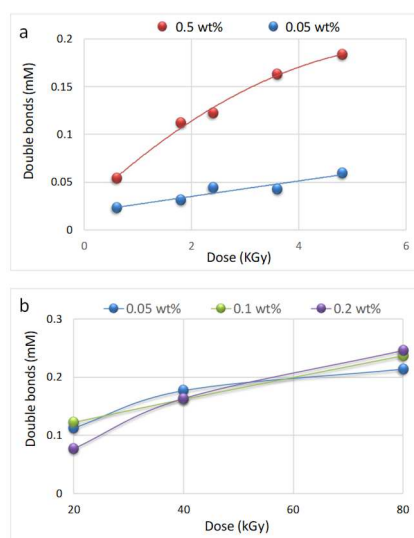 a
0.5 wt% 0.05 wt%
0.2
0.15
0.1
0.05
0
Double bonds (mM)
0 2 4 6
Dose (KGy)
b
0.05 wt% 0.1 wt% 0.2 wt%
0.3
0.2
0.1
0
Double bonds (mM)
20 40 60 80
Dose (kGy)